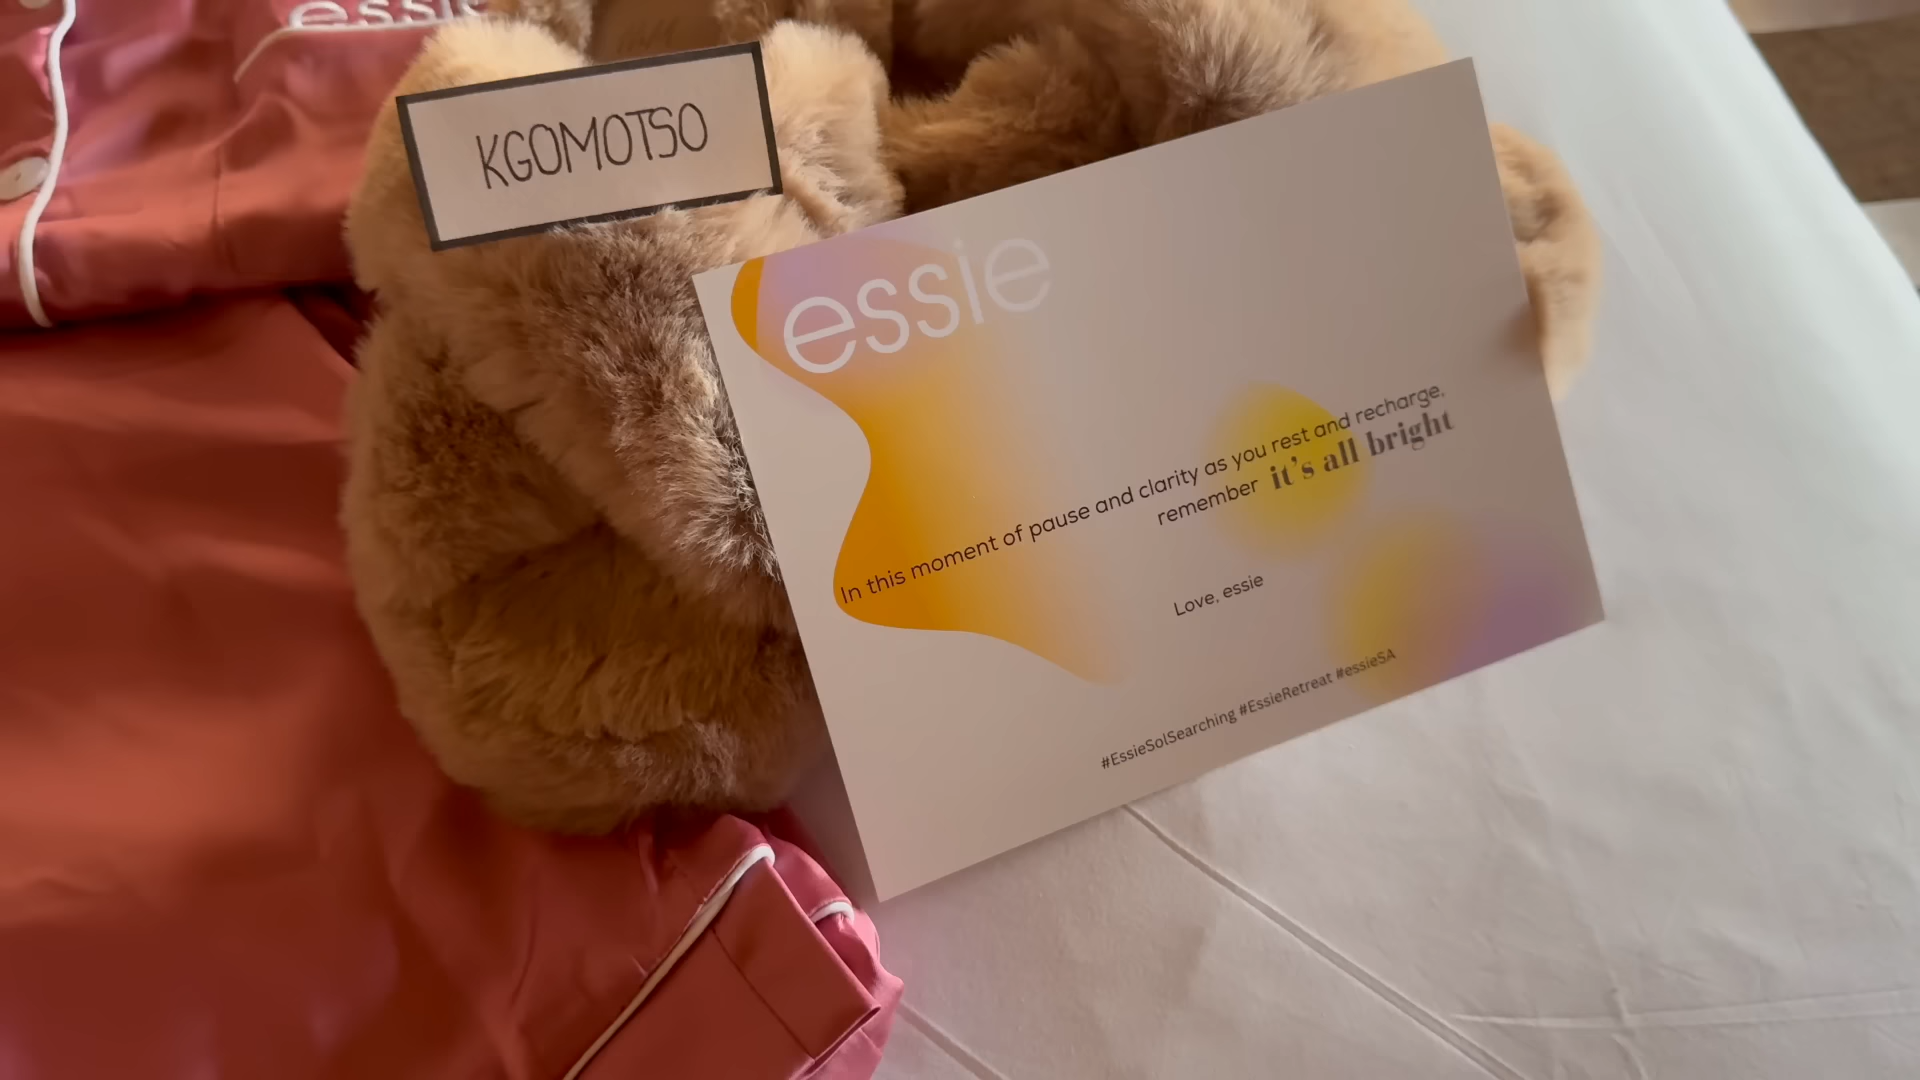 essie
KGOMOTSO
essie
In this moment of pause and clarity as you rest and recharge,
remember it's all bright
Love, essie
#EssieSolSearching #EssieRetreat #essieSA